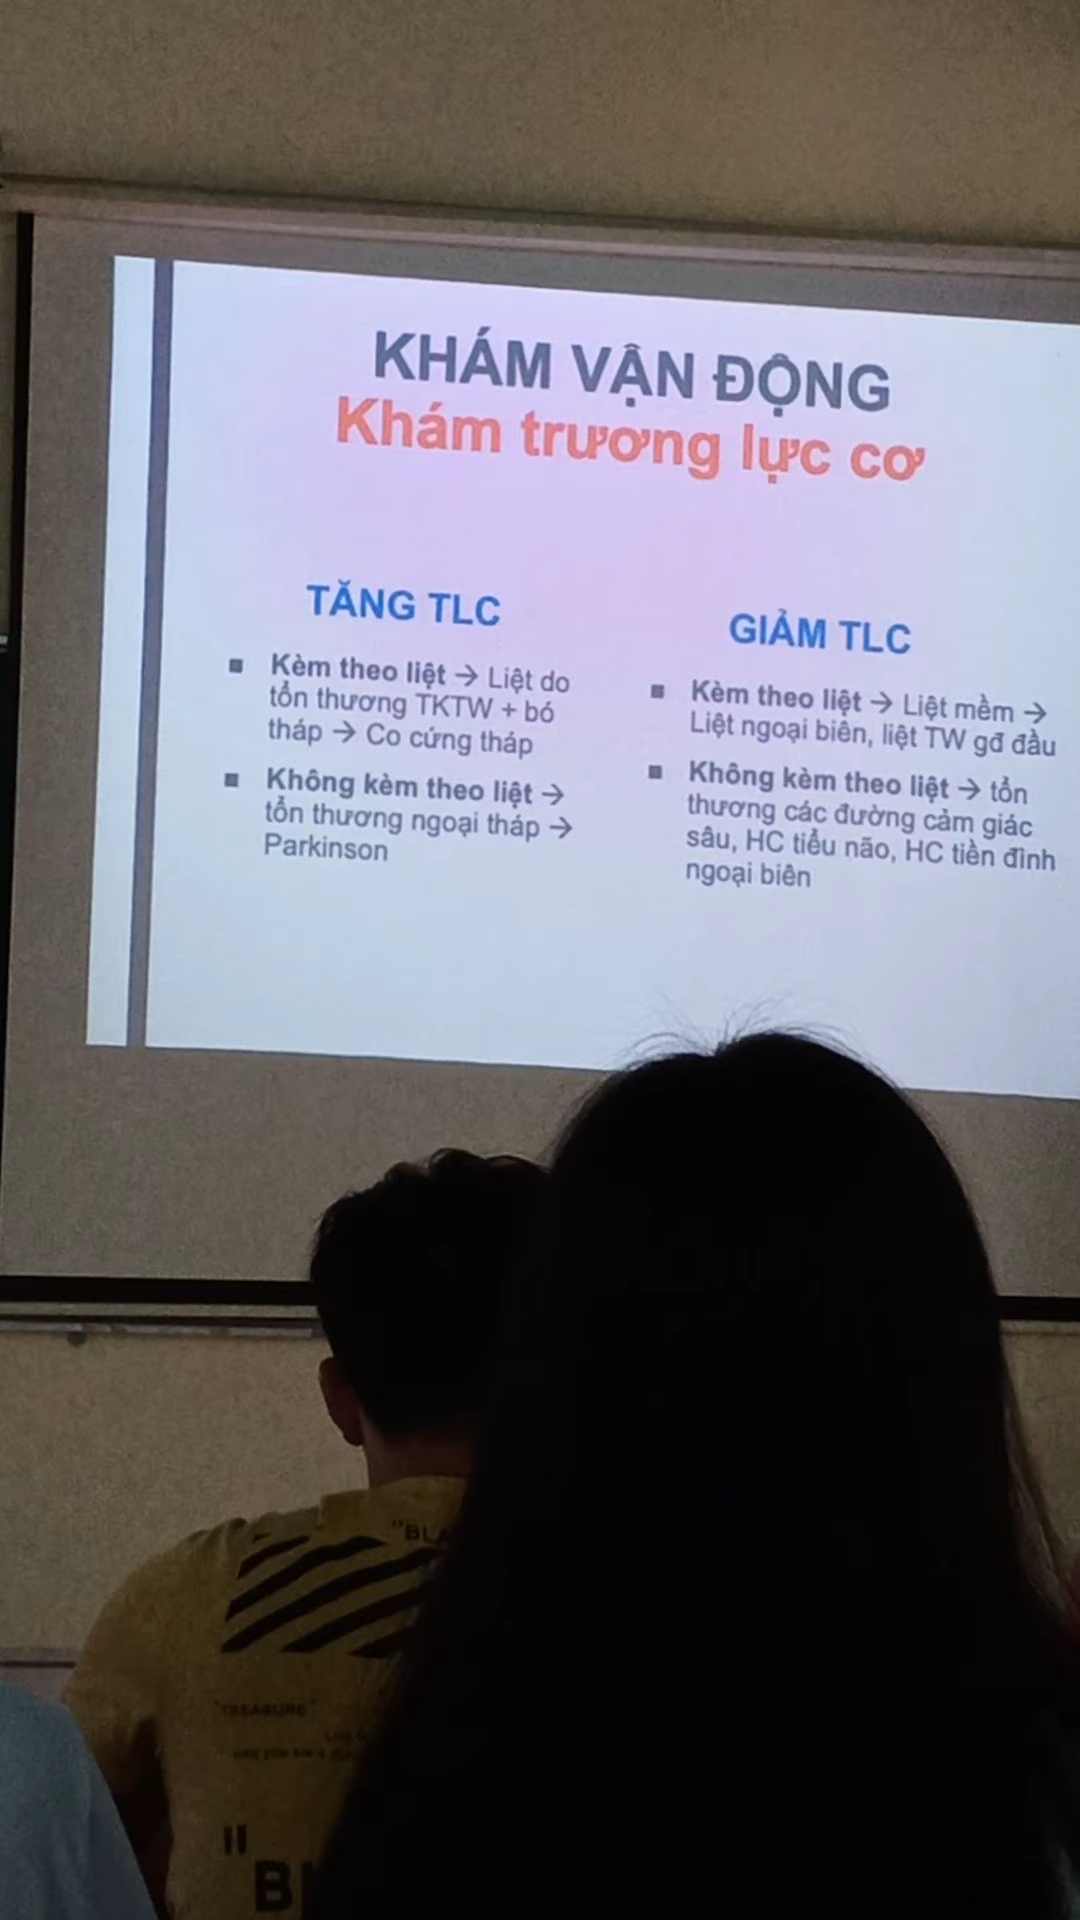 KHÁM VẬN ĐỘNG
Khám trương lực cơ
TĂNG TLC
■ Kèm theo liệt → Liệt do
tổn thương TKTW + bó
tháp → Co cứng tháp
■ Không kèm theo liệt →
tổn thương ngoại tháp →
Parkinson
GIẢM TLC
■ Kèm theo liệt → Liệt mềm →
Liệt ngoại biên, liệt TW gđ đầu
■ Không kèm theo liệt → tổn
thương các đường cảm giác
sâu, HC tiểu não, HC tiền đình
ngoại biên
"BLA
"TREASURE"
"
B